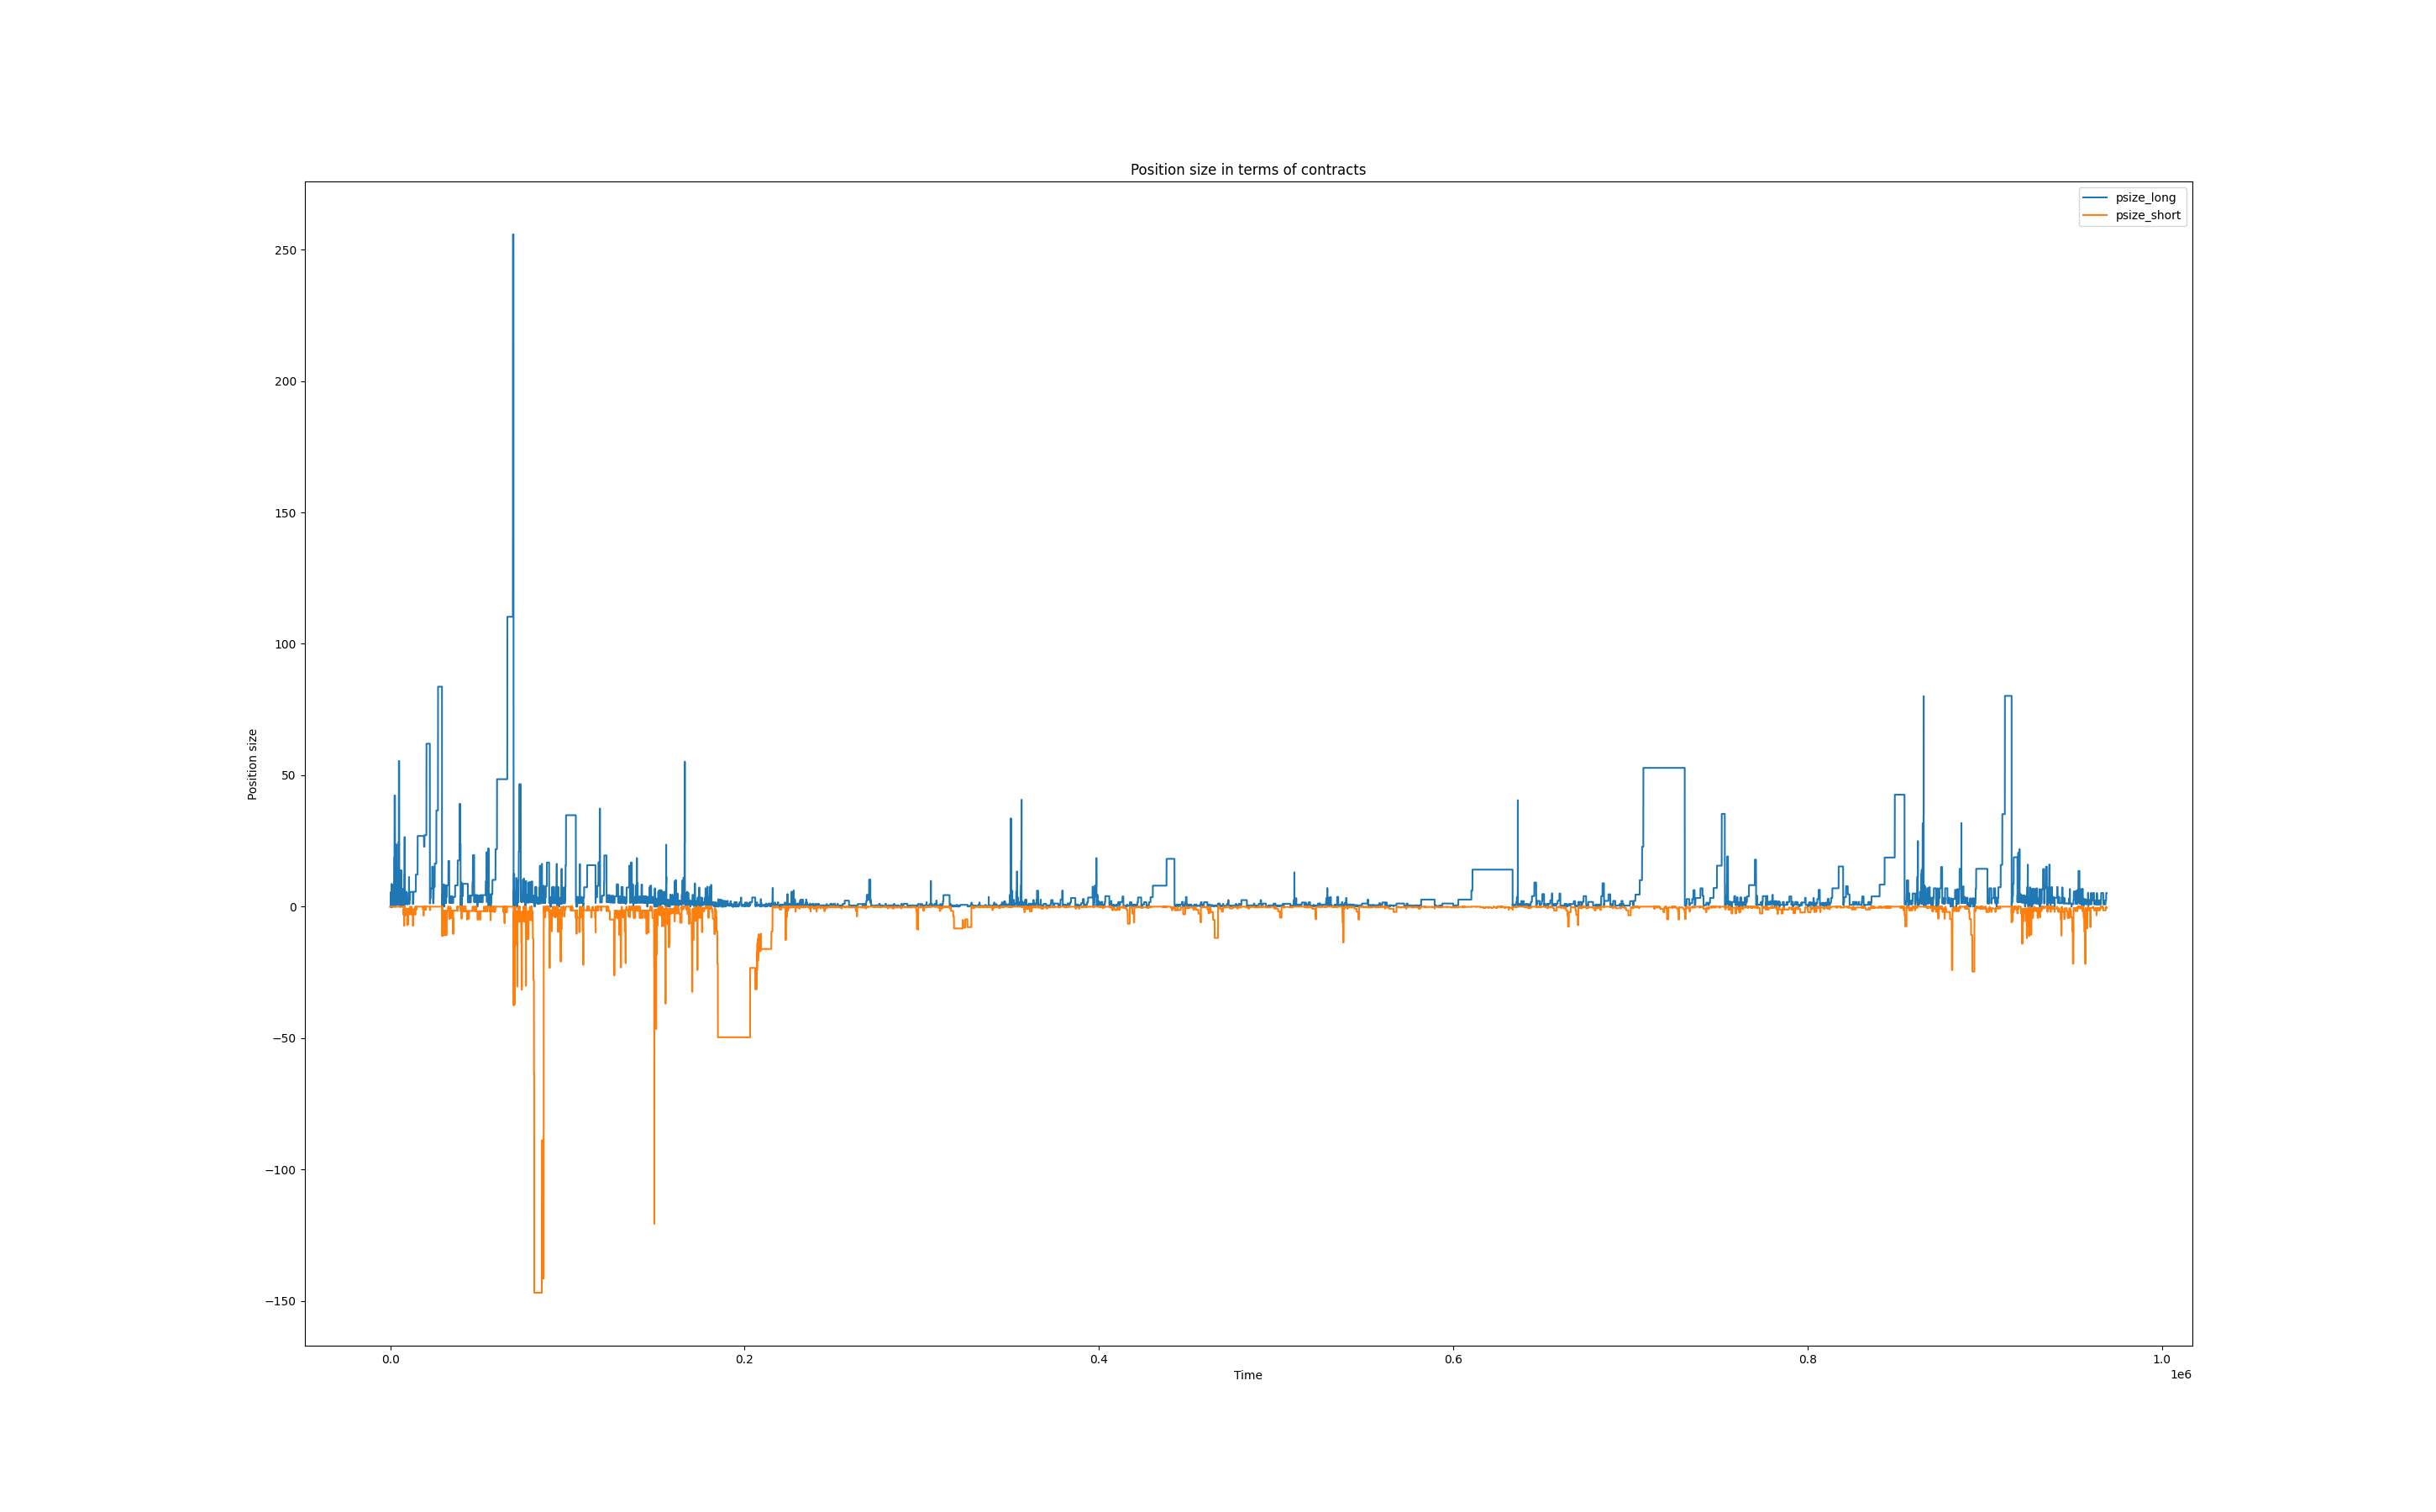 Position size in terms of contracts
psize_long
psize_short
Position size
250
200
150
100
50
0
−50
−100
−150
0.0
0.2
0.4
0.6
0.8
1.0
Time
1e6